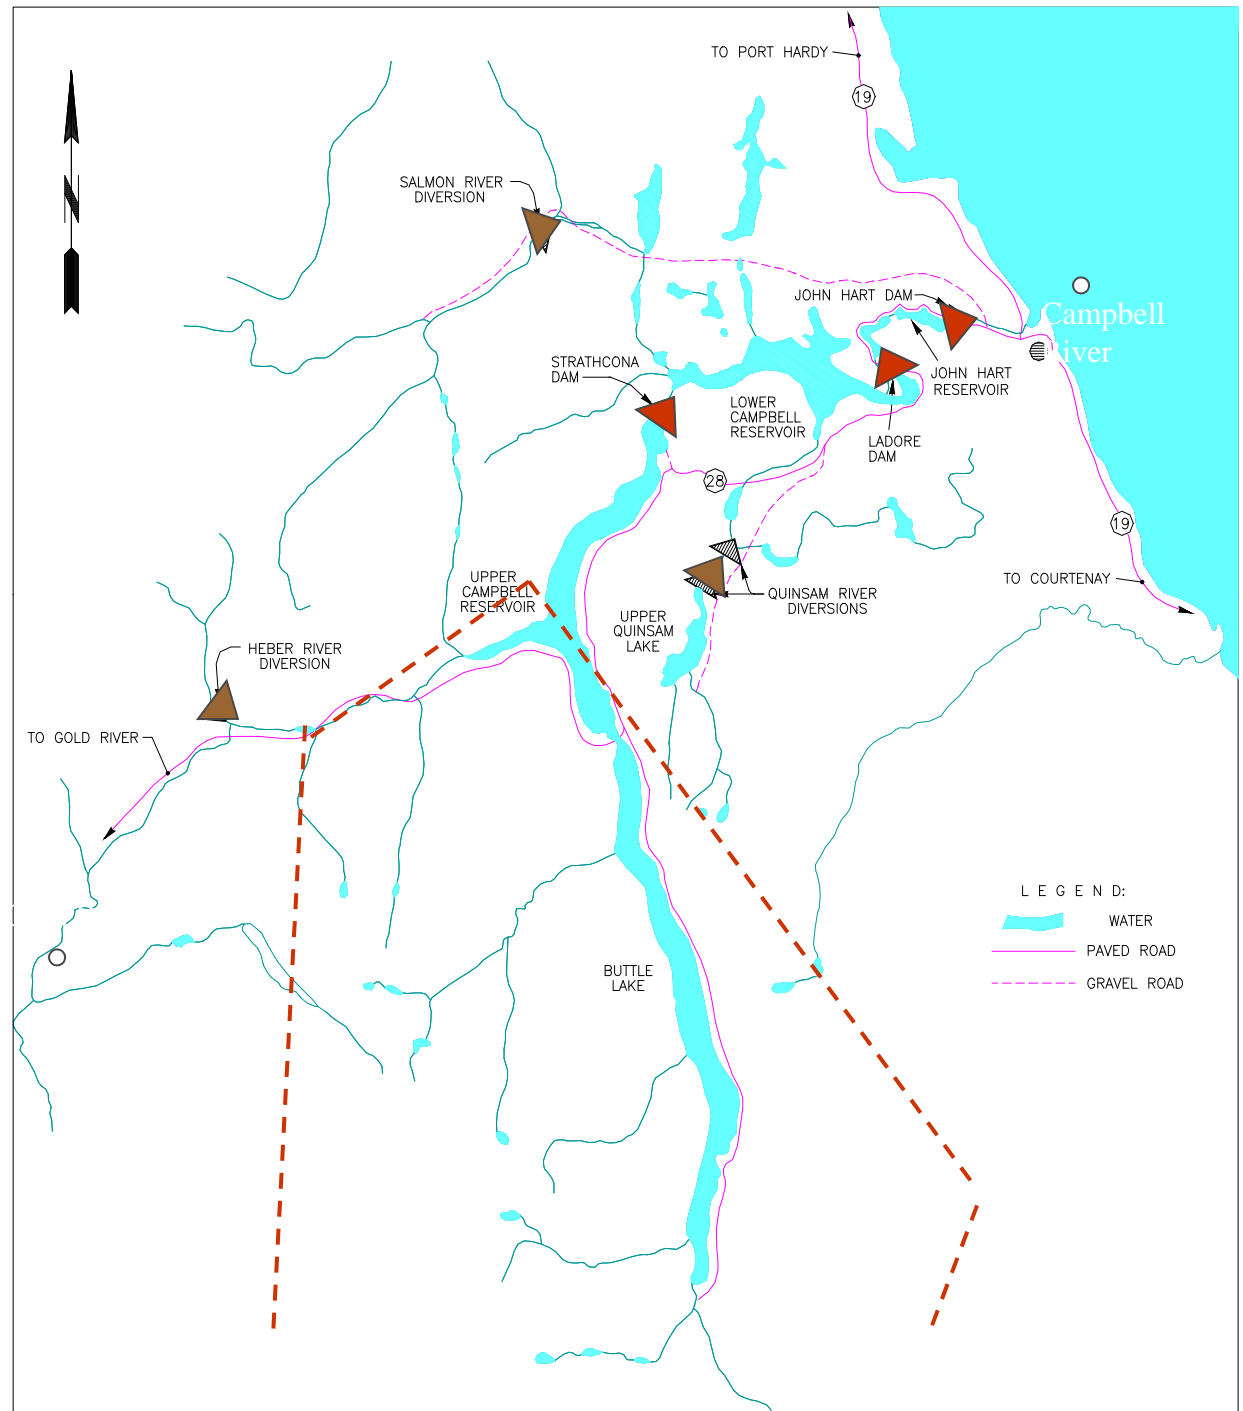 TO PORT HARDY
19
N
SALMON RIVER
DIVERSION
JOHN HART DAM
Campbell
River
STRATHCONA
DAM
JOHN HART
RESERVOIR
LOWER
CAMPBELL
RESERVOIR
LADORE
DAM
28
19
UPPER
CAMPBELL
RESERVOIR
TO COURTENAY
QUINSAM RIVER
DIVERSIONS
UPPER
QUINSAM
LAKE
HEBER RIVER
DIVERSION
TO GOLD RIVER
LEGEND:
WATER
PAVED ROAD
GRAVEL ROAD
BUTTLE
LAKE